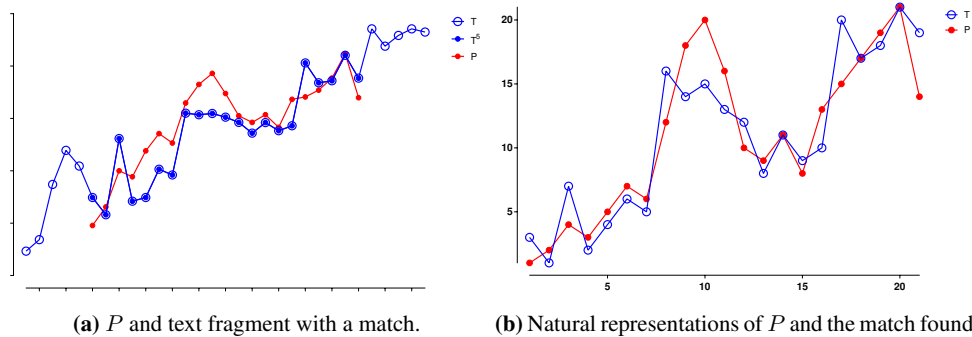 T
T5
P
T
P
20
15
10
5
5
10
15
20
(a) P and text fragment with a match.
(b) Natural representations of P and the match found